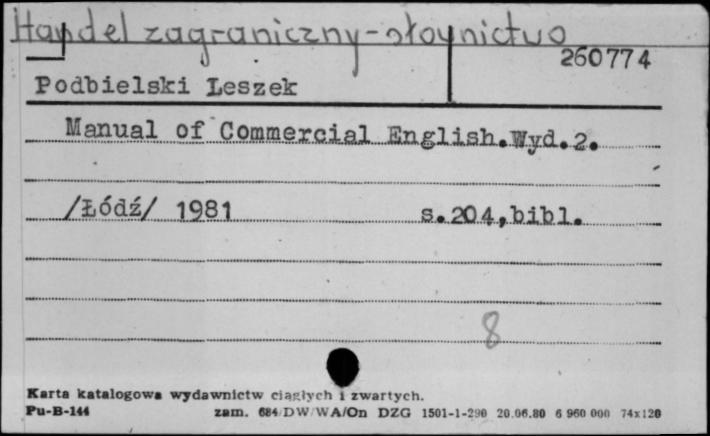 Handel zagraniczny-słownictwo
260774
Podbielski Leszek
Manual of Commercial English.Wyd.2.
/Łódź/ 1981 s.204,bibl.
8
Karta katalogowa wydawnictw ciągłych i zwartych.
Pu-B-144 zam. 684/DW/WA/On DZG 1501-1-290 20.06.80 6 960 000 74x120